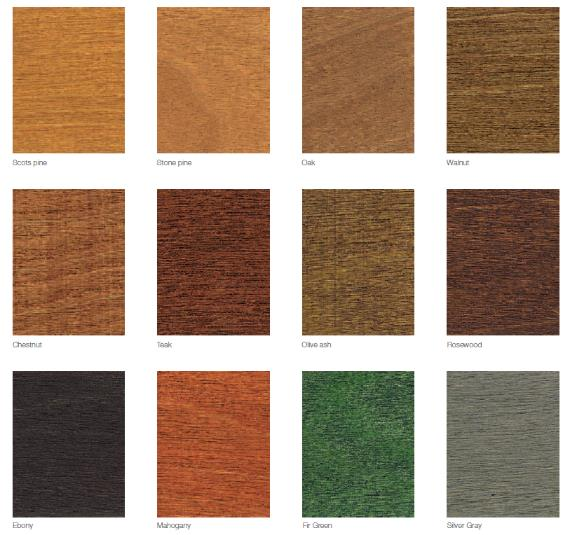 Scots pine
Stone pine
Oak
Walnut
Chestnut
Teak
Olive ash
Rosewood
Ebony
Mahogany
Fir Green
Silver Gray